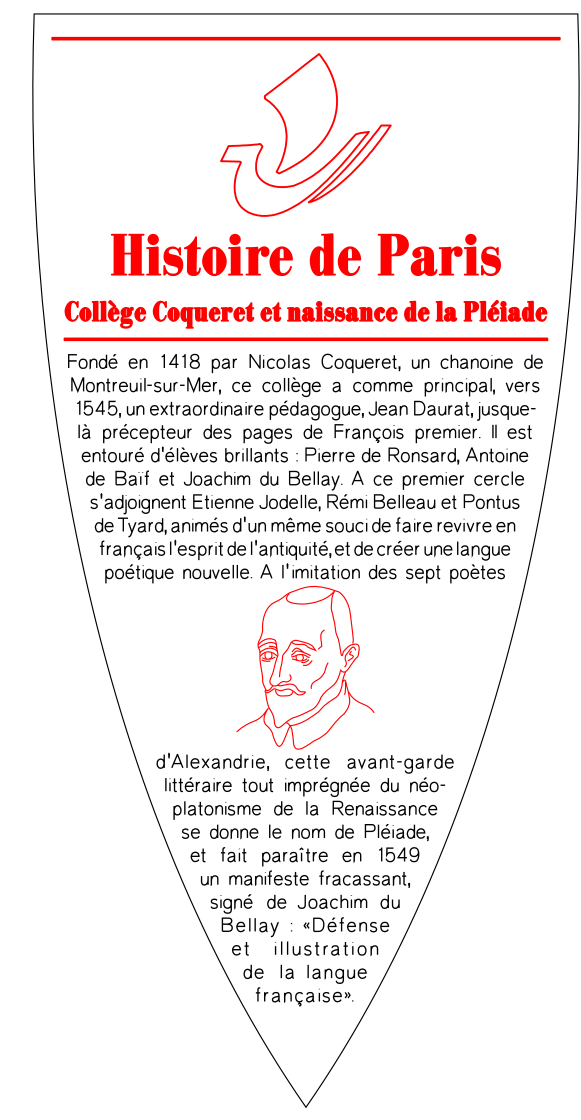 Histoire de Paris
Collège Coqueret et naissance de la Pléiade
Fondé en 1418 par Nicolas Coqueret, un chanoine de
Montreuil-sur-Mer, ce collège a comme principal, vers
1545, un extraordinaire pédagogue, Jean Daurat, jusque-
là précepteur des pages de François premier. Il est
entouré d'élèves brillants : Pierre de Ronsard, Antoine
de Baïf et Joachim du Bellay. A ce premier cercle
s'adjoignent Etienne Jodelle, Rémi Belleau et Pontus
de Tyard, animés d'un même souci de faire revivre en
français l'esprit de l'antiquité, et de créer une langue
poétique nouvelle. A l'imitation des sept poètes
d'Alexandrie, cette avant-garde
littéraire tout imprégnée du néo-
platonisme de la Renaissance
se donne le nom de Pléiade,
et fait paraître en 1549
un manifeste fracassant,
signé de Joachim du
Bellay : «Défense
et illustration
de la langue
française».